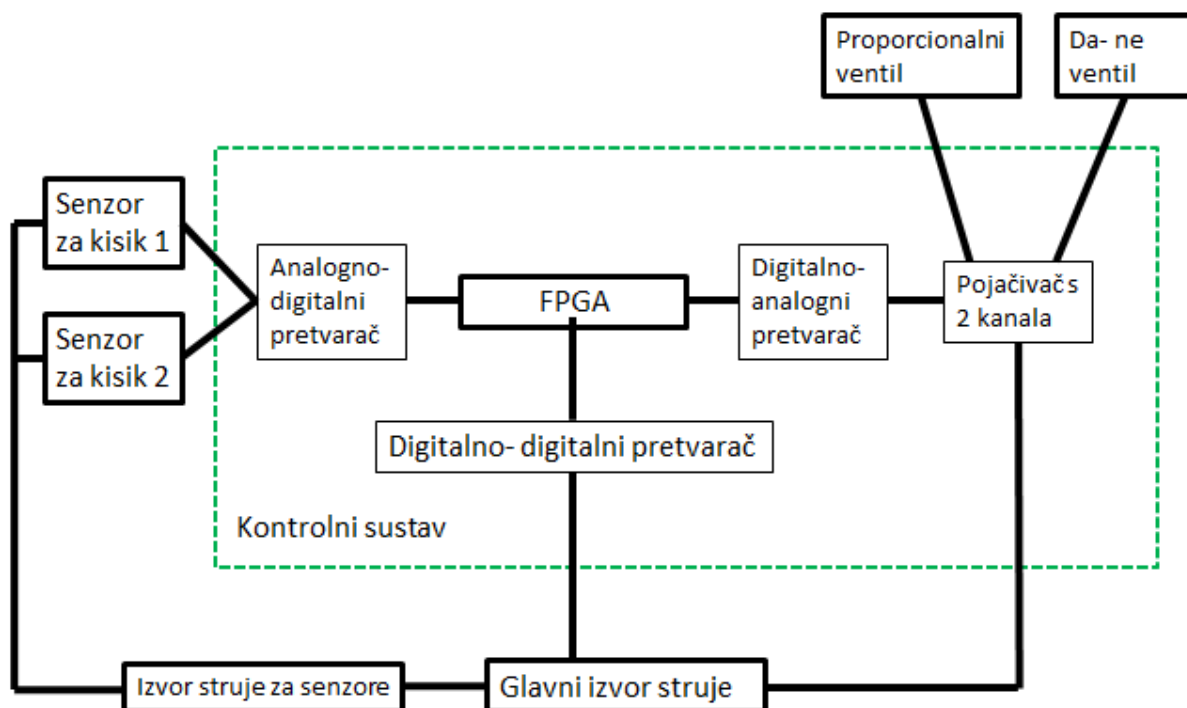 Proporcionalni
ventil
Da- ne
ventil
Senzor
za kisik 1
Senzor
za kisik 2
Analogno-
digitalni
pretvarač
FPGA
Digitalno-
analogni
pretvarač
Pojačivač s
2 kanala
Digitalno- digitalni pretvarač
Kontrolni sustav
Izvor struje za senzore
Glavni izvor struje